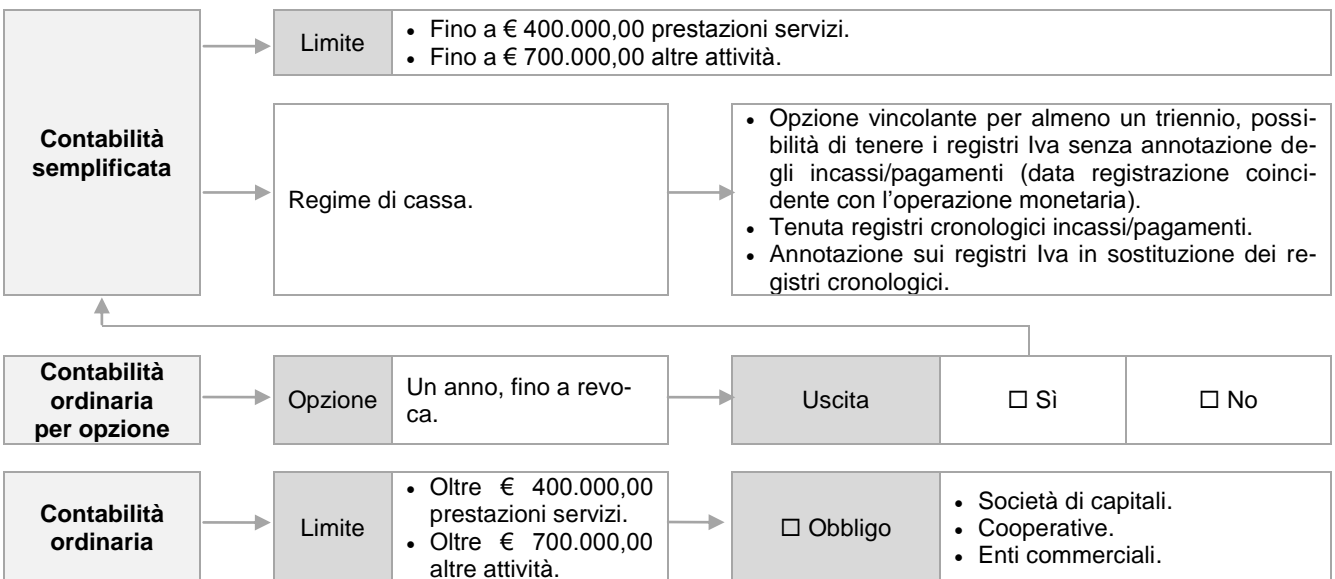 Contabilità
semplificata
Limite
• Fino a € 400.000,00 prestazioni servizi.
• Fino a € 700.000,00 altre attività.
Regime di cassa.
• Opzione vincolante per almeno un triennio, possi-
bilità di tenere i registri Iva senza annotazione de-
gli incassi/pagamenti (data registrazione coinci-
dente con l'operazione monetaria).
• Tenuta registri cronologici incassi/pagamenti.
• Annotazione sui registri Iva in sostituzione dei re-
gistri cronologici.
Contabilità
ordinaria
per opzione
Opzione
Un anno, fino a revo-
ca.
Uscita
☐ Sì
☐ No
Contabilità
ordinaria
Limite
• Oltre € 400.000,00
prestazioni servizi.
• Oltre € 700.000,00
altre attività.
☐ Obbligo
• Società di capitali.
• Cooperative.
• Enti commerciali.